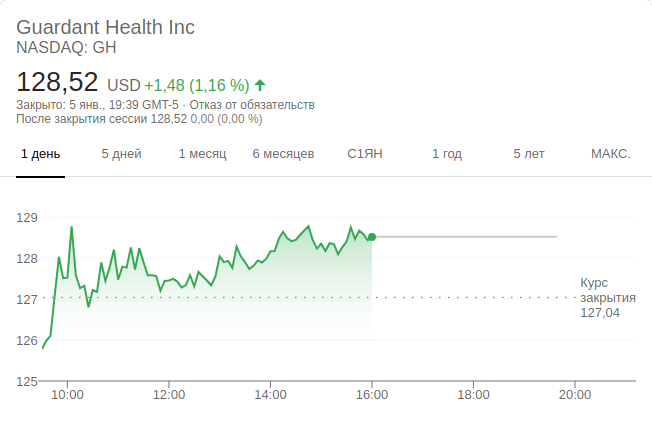 Guardant Health Inc
NASDAQ: GH
128,52 USD +1,48 (1,16 %)
Закрыто: 5 янв., 19:39 GMT-5 · Отказ от обязательств
После закрытия сессии 128,52 0,00 (0,00 %)
1 день 5 дней 1 месяц 6 месяцев С1ЯН 1 год 5 лет МАКС.
129
128
127
126
125
Курс
закрытия
127,04
10:00 12:00 14:00 16:00 18:00 20:00